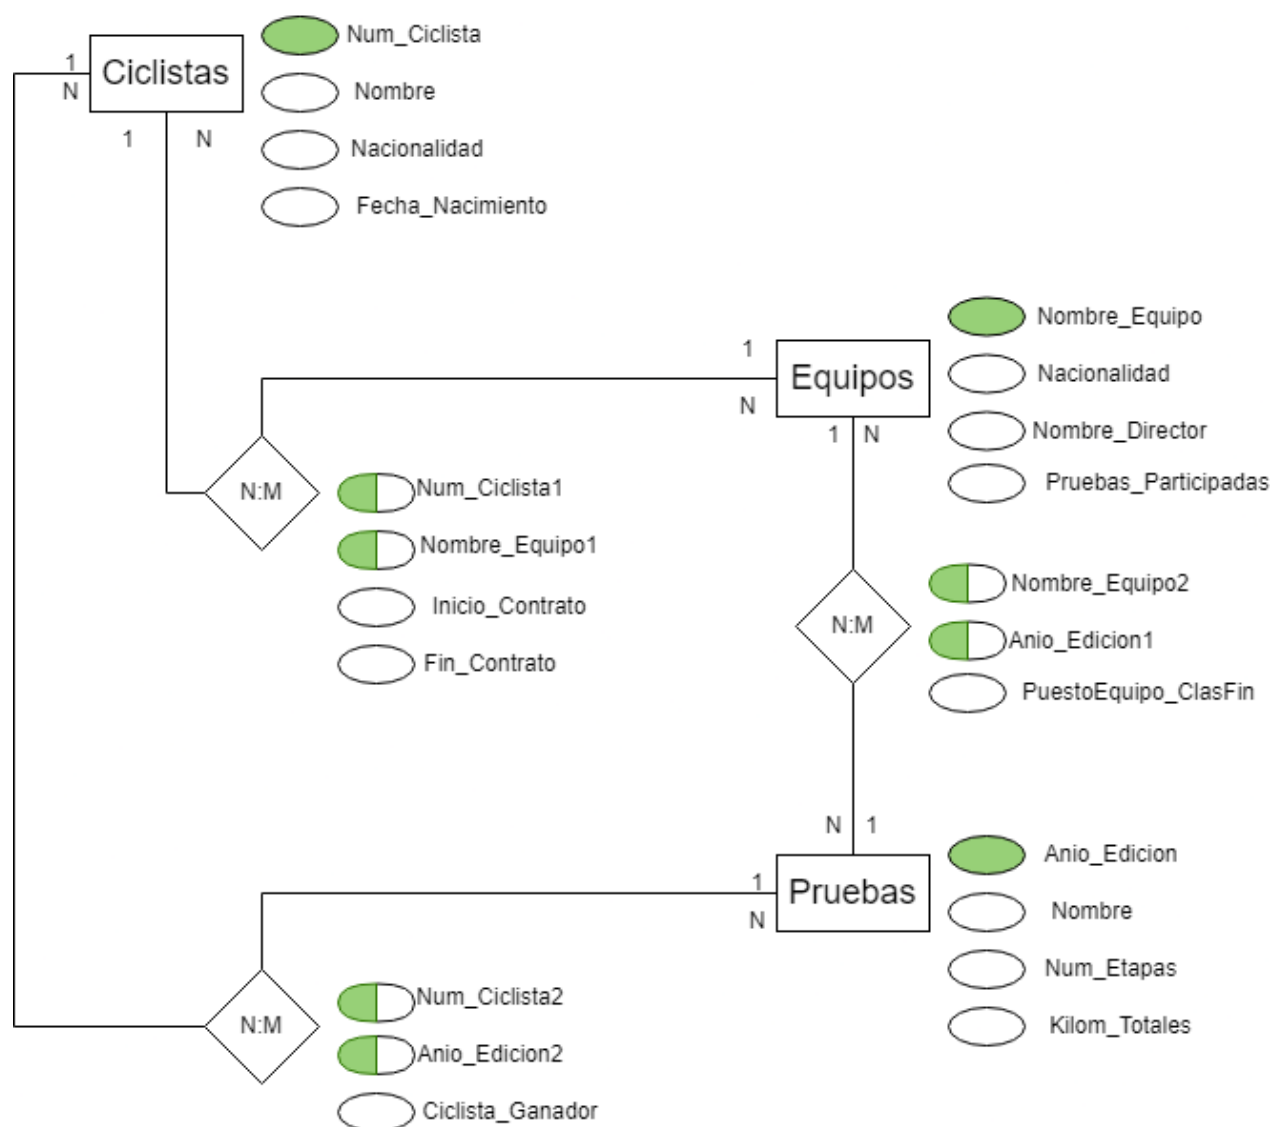 Num_Ciclista
1
Ciclistas
N
Nombre
1 N
Nacionalidad
Fecha_Nacimiento
Nombre_Equipo
1
Equipos
Nacionalidad
N
1 N
Nombre_Director
Pruebas_Participadas
N:M
Num_Ciclista1
Nombre_Equipo1
Inicio_Contrato
Fin_Contrato
Nombre_Equipo2
N:M
Anio_Edicion1
PuestoEquipo_ClasFin
N 1
Anio_Edicion
1
Pruebas
N
Nombre
Num_Etapas
Kilom_Totales
N:M
Num_Ciclista2
Anio_Edicion2
Ciclista_Ganador